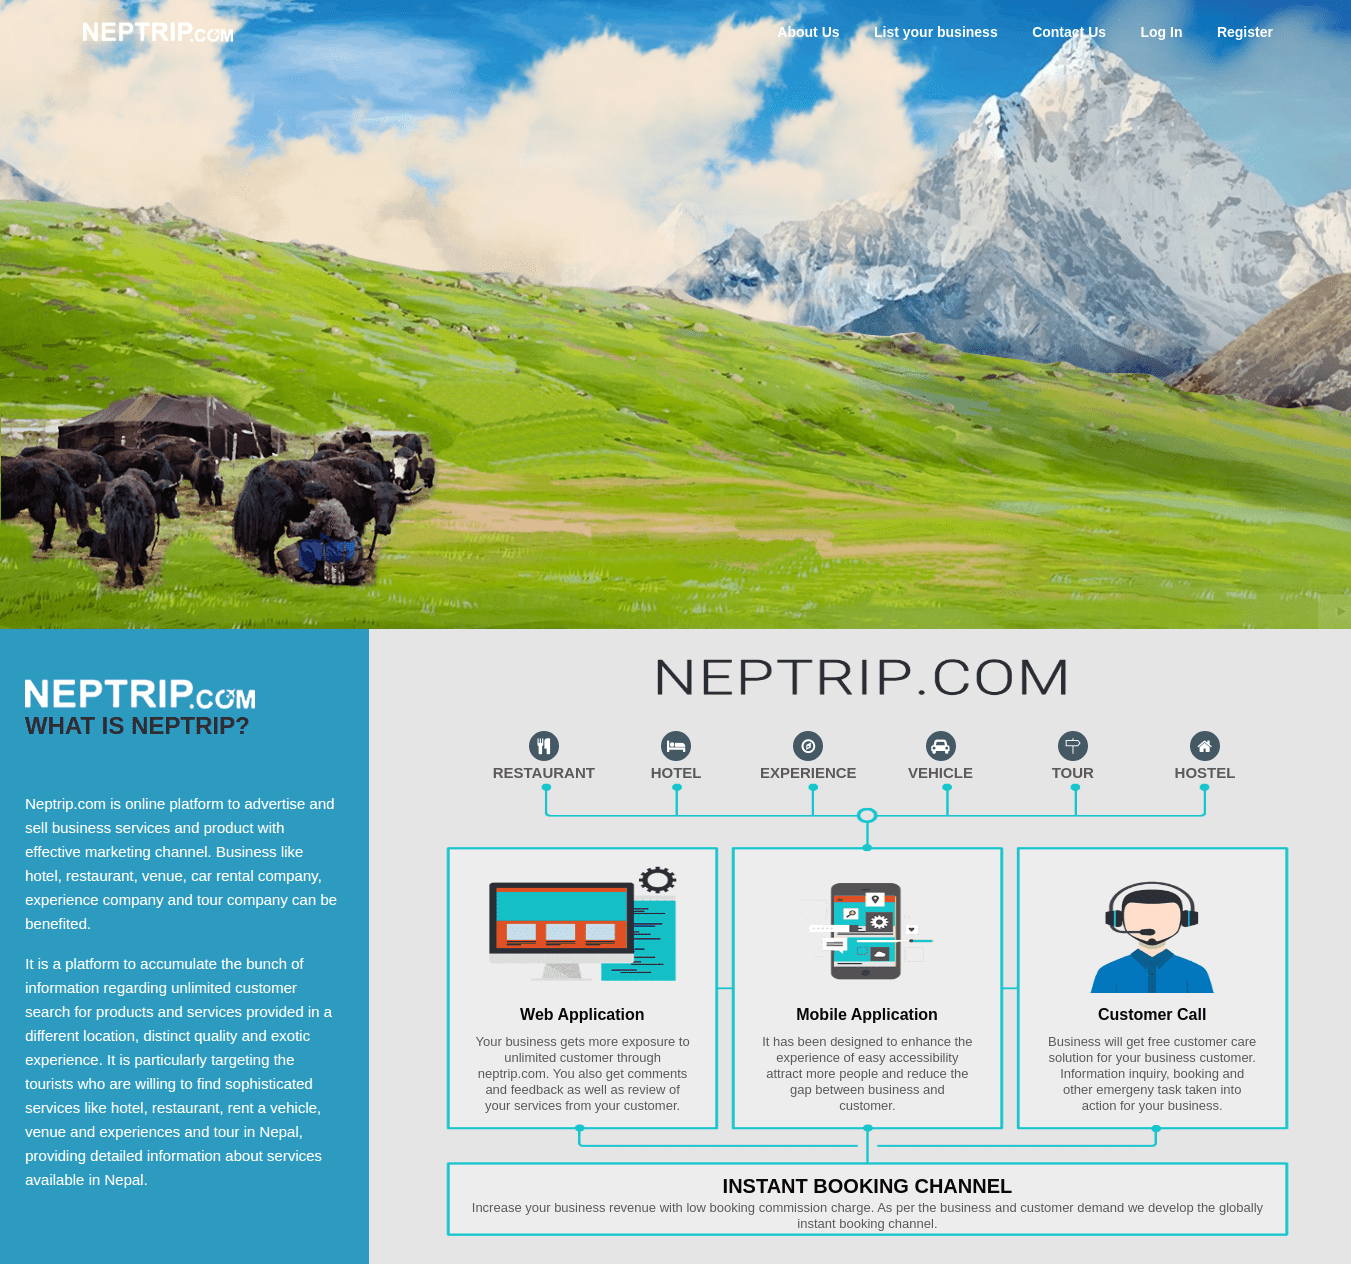 NEPTRIP.COM
About Us
List your business
Contact Us
Log In
Register
NEPTRIP.COM
WHAT IS NEPTRIP?
Neptrip.com is online platform to advertise and
sell business services and product with
effective marketing channel. Business like
hotel, restaurant, venue, car rental company,
experience company and tour company can be
benefited.
It is a platform to accumulate the bunch of
information regarding unlimited customer
search for products and services provided in a
different location, distinct quality and exotic
experience. It is particularly targeting the
tourists who are willing to find sophisticated
services like hotel, restaurant, rent a vehicle,
venue and experiences and tour in Nepal,
providing detailed information about services
available in Nepal.
NEPTRIP.COM
RESTAURANT
HOTEL
EXPERIENCE
VEHICLE
TOUR
HOSTEL
Web Application
Your business gets more exposure to
unlimited customer through
neptrip.com. You also get comments
and feedback as well as review of
your services from your customer.
Mobile Application
It has been designed to enhance the
experience of easy accessibility
attract more people and reduce the
gap between business and
customer.
Customer Call
Business will get free customer care
solution for your business customer.
Information inquiry, booking and
other emergeny task taken into
action for your business.
INSTANT BOOKING CHANNEL
Increase your business revenue with low booking commission charge. As per the business and customer demand we develop the globally
instant booking channel.